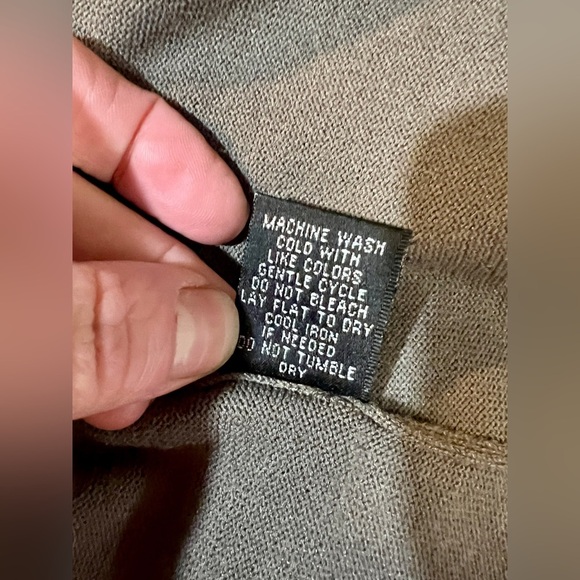 MACHINE WASH
COLD WITH
LIKE COLORS
GENTLE CYCLE
DO NOT BLEACH
LAY FLAT TO DRY
COOL IRON
IF NEEDED
DO NOT TUMBLE
DRY